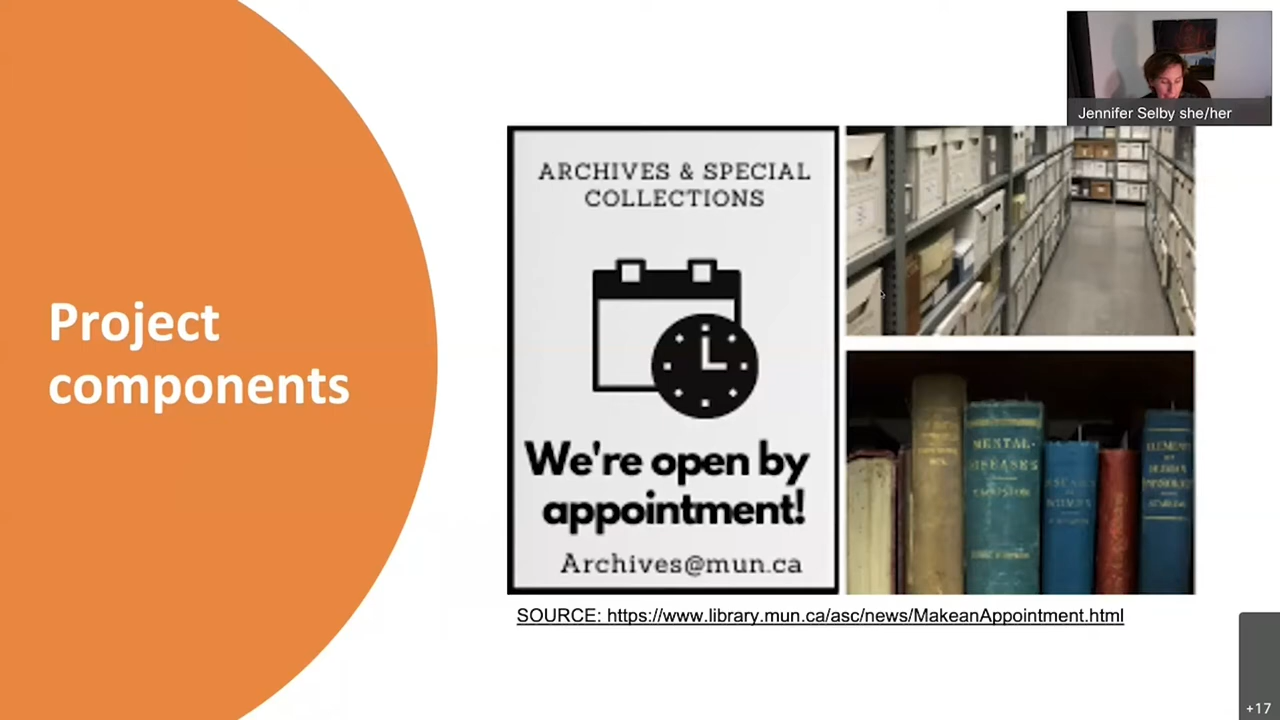 Jennifer Selby she/her
Project
components
ARCHIVES & SPECIAL
COLLECTIONS
We're open by
appointment!
Archives@mun.ca
MENTAL
DISEASES
WOMEN
SOURCE: https://www.library.mun.ca/asc/news/MakeanAppointment.html
+17